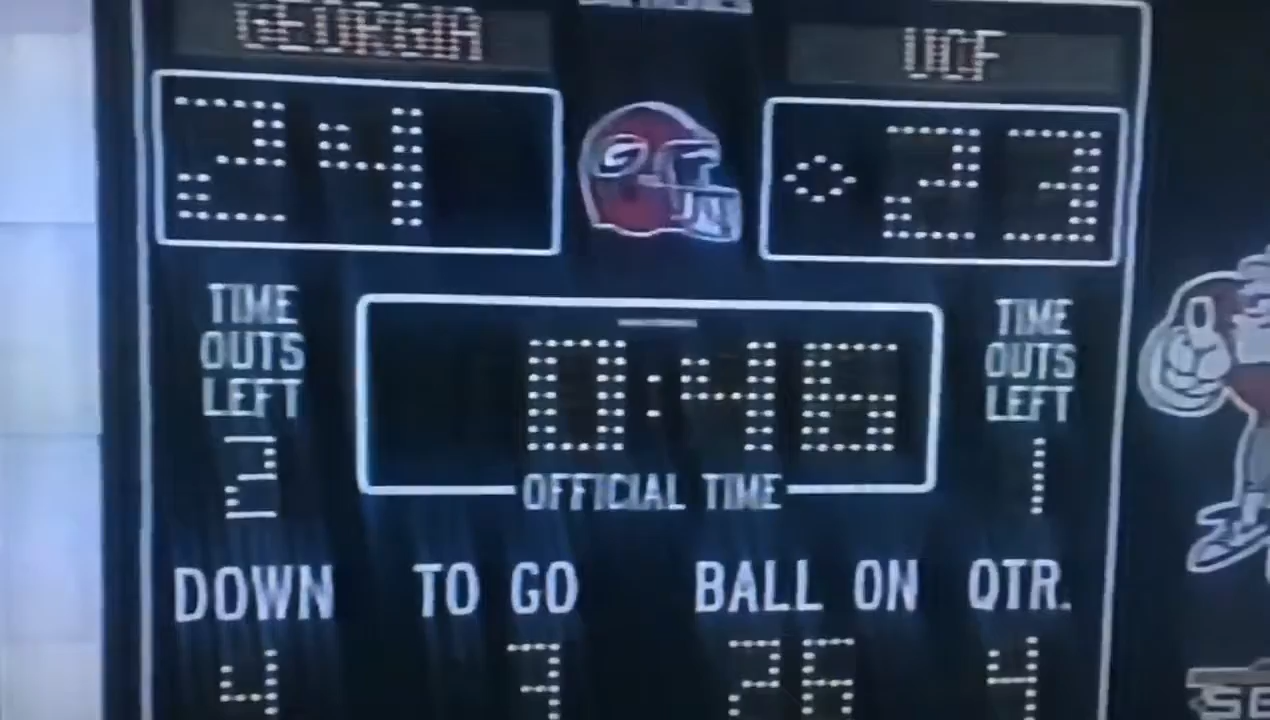 GEORGIA UCF
24 23
TIME OUTS LEFT
2
0:46
OFFICIAL TIME
TIME OUTS LEFT
1
DOWN TO GO BALL ON QTR.
4 3 26 4